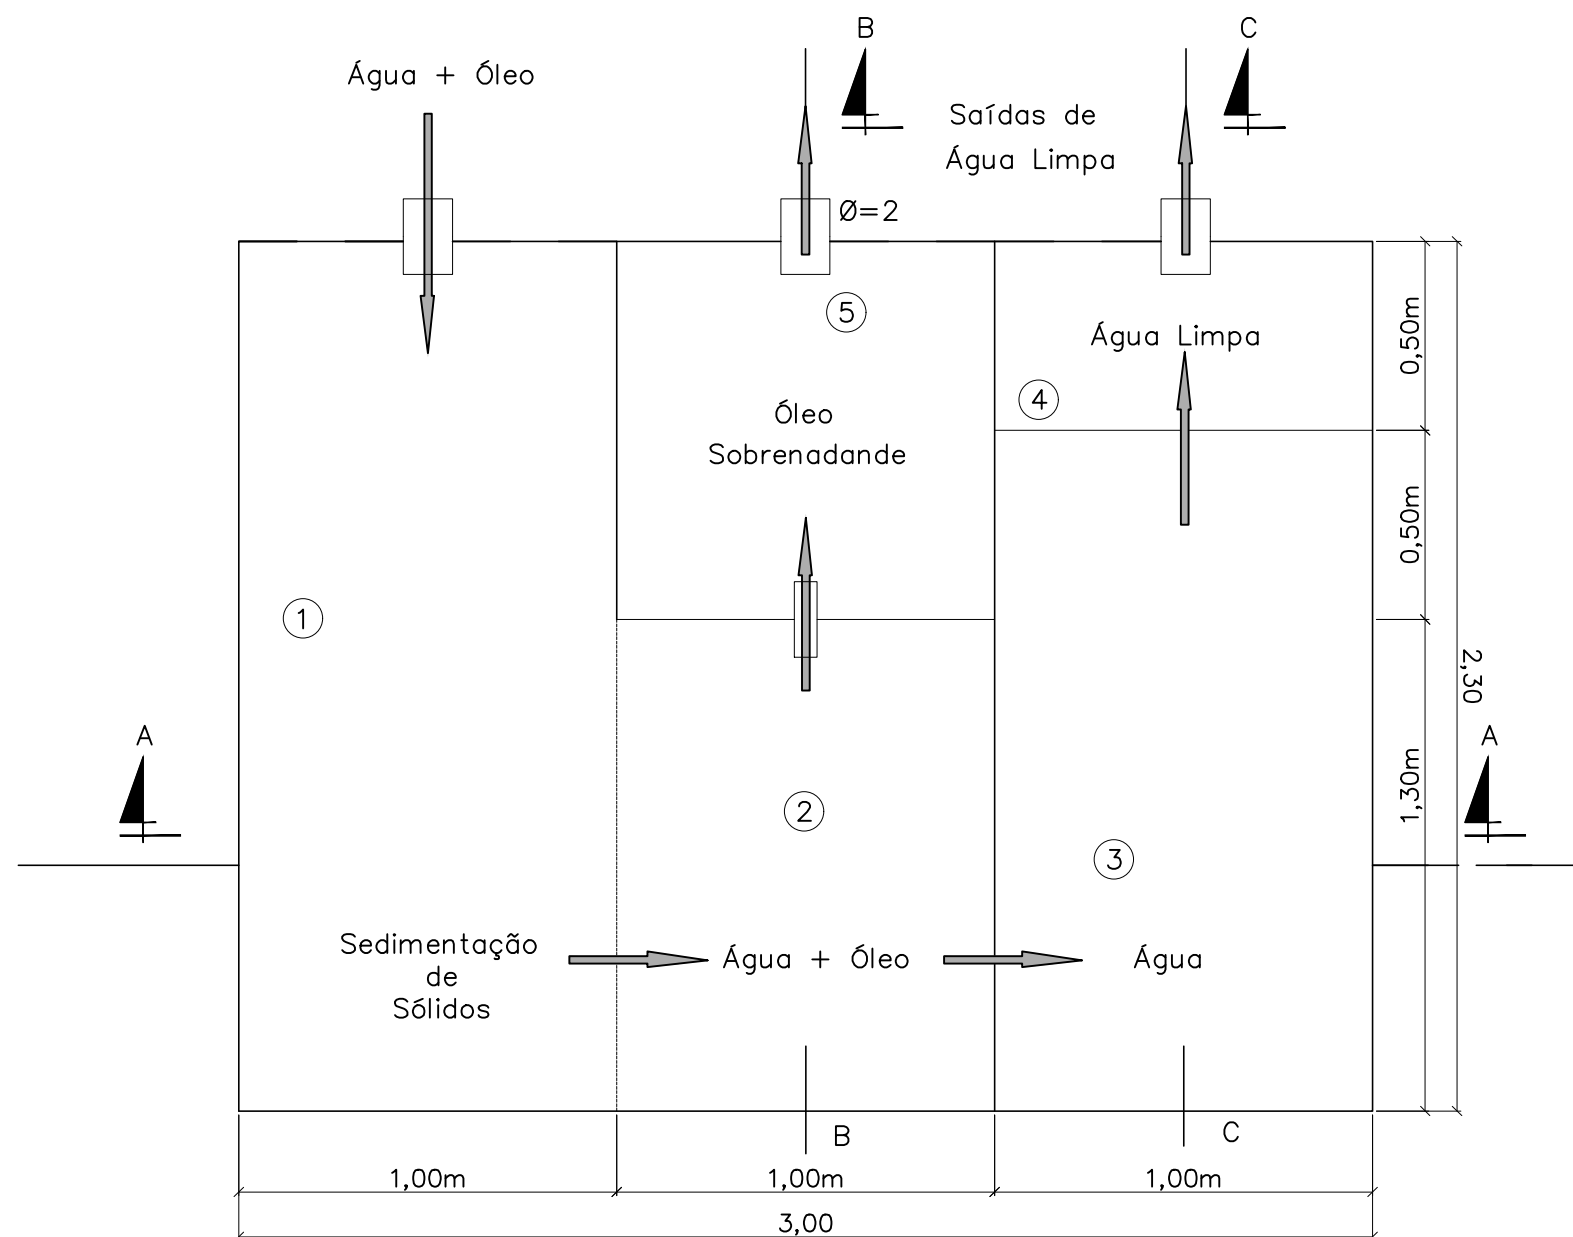 B
C
Água + Óleo
Saídas de
Água Limpa
Ø=2
5
Água Limpa
0,50m
4
Óleo
Sobrenadande
0,50m
1
2,30
A
A
1,30m
2
3
Sedimentação
de
Sólidos
Água + Óleo
Água
B
C
1,00m
1,00m
1,00m
3,00